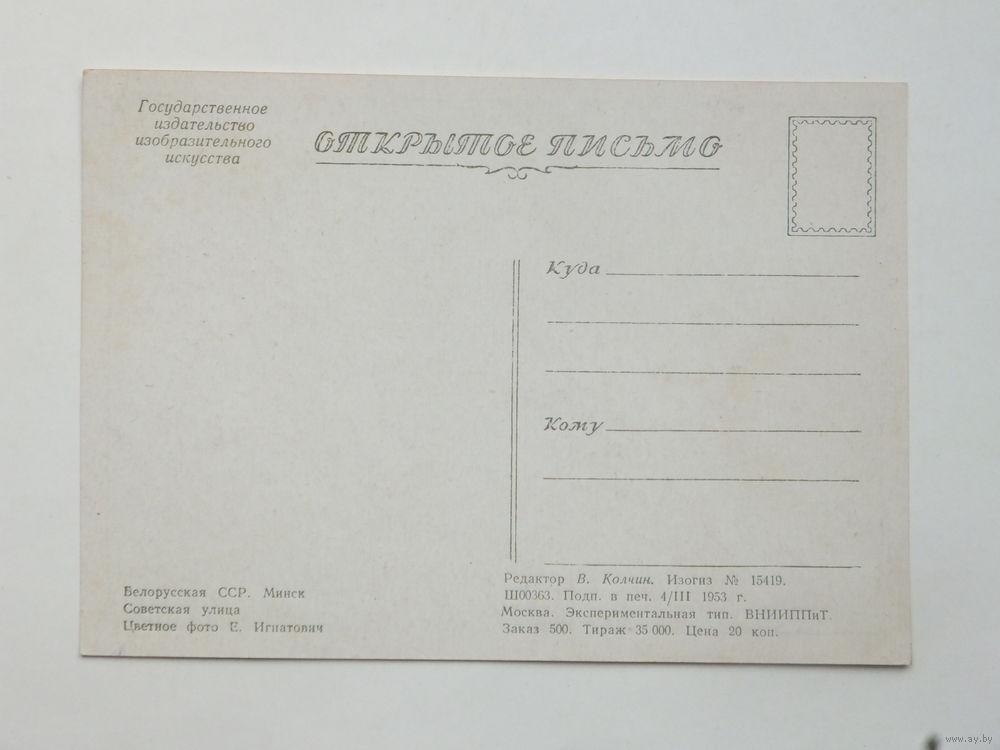 Государственное
издательство
изобразительного
искусства
ОТКРЫТОЕ ПИСЬМО
Куда
Кому
Белорусская ССР. Минск
Советская улица
Цветное фото Е. Игнатович
Редактор В. Колчин. Изогиз № 15419.
Ш00363. Подп. в печ. 4/III 1953 г.
Москва. Экспериментальная тип. ВНИИППиТ.
Заказ 500. Тираж 35 000. Цена 20 коп.
www.ay.by